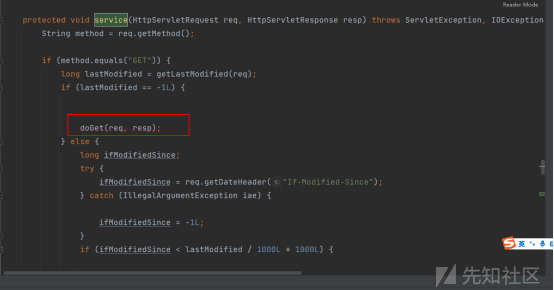 Reader Mode
protected void service(HttpServletRequest req, HttpServletResponse resp) throws ServletException, IOException
String method = req.getMethod();
if (method.equals("GET")) {
long lastModified = getLastModified(req);
if (lastModified == -1L) {
doGet(req, resp);
} else {
long ifModifiedSince;
try {
ifModifiedSince = req.getDateHeader("If-Modified-Since");
} catch (IllegalArgumentException iae) {
ifModifiedSince = -1L;
}
if (ifModifiedSince < lastModified / 1000L * 1000L) {
英
先知社区